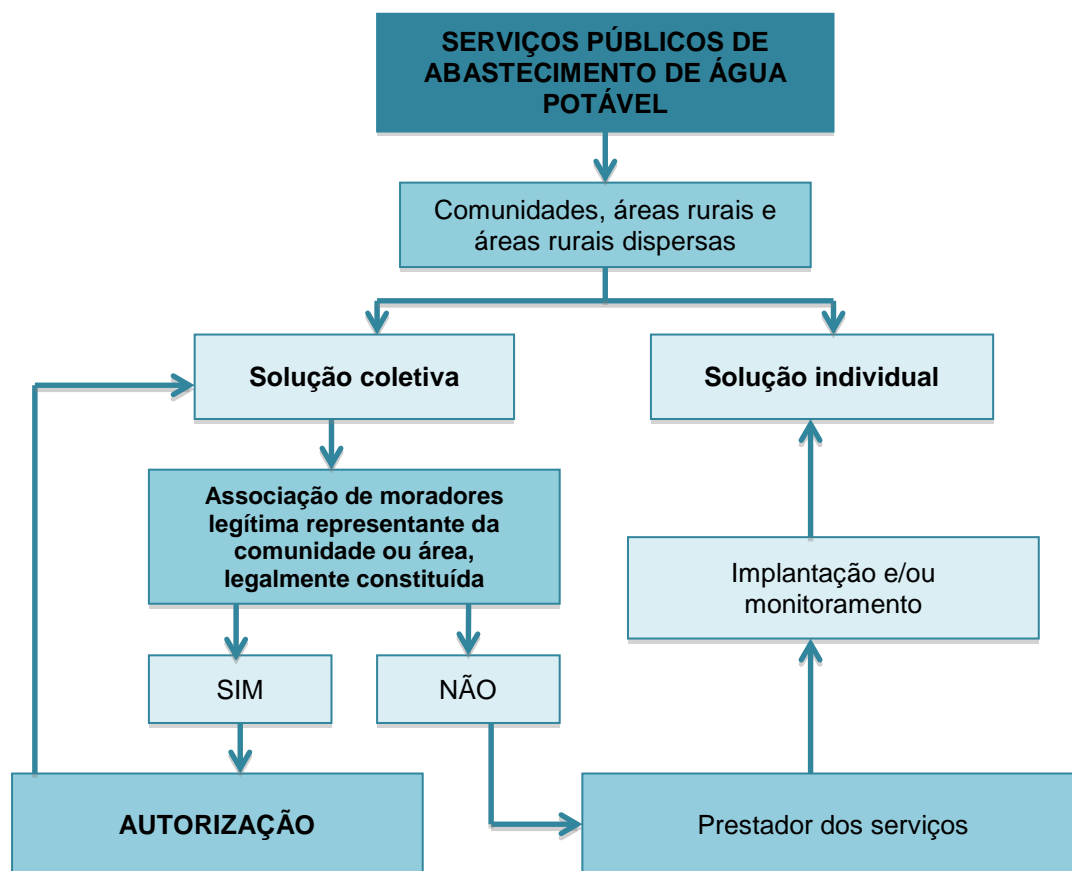 SERVIÇOS PÚBLICOS DE
ABASTECIMENTO DE ÁGUA
POTÁVEL
Comunidades, áreas rurais e
áreas rurais dispersas
Solução coletiva
Solução individual
Associação de moradores
legítima representante da
comunidade ou área,
legalmente constituída
Implantação e/ou
monitoramento
SIM
NÃO
AUTORIZAÇÃO
Prestador dos serviços